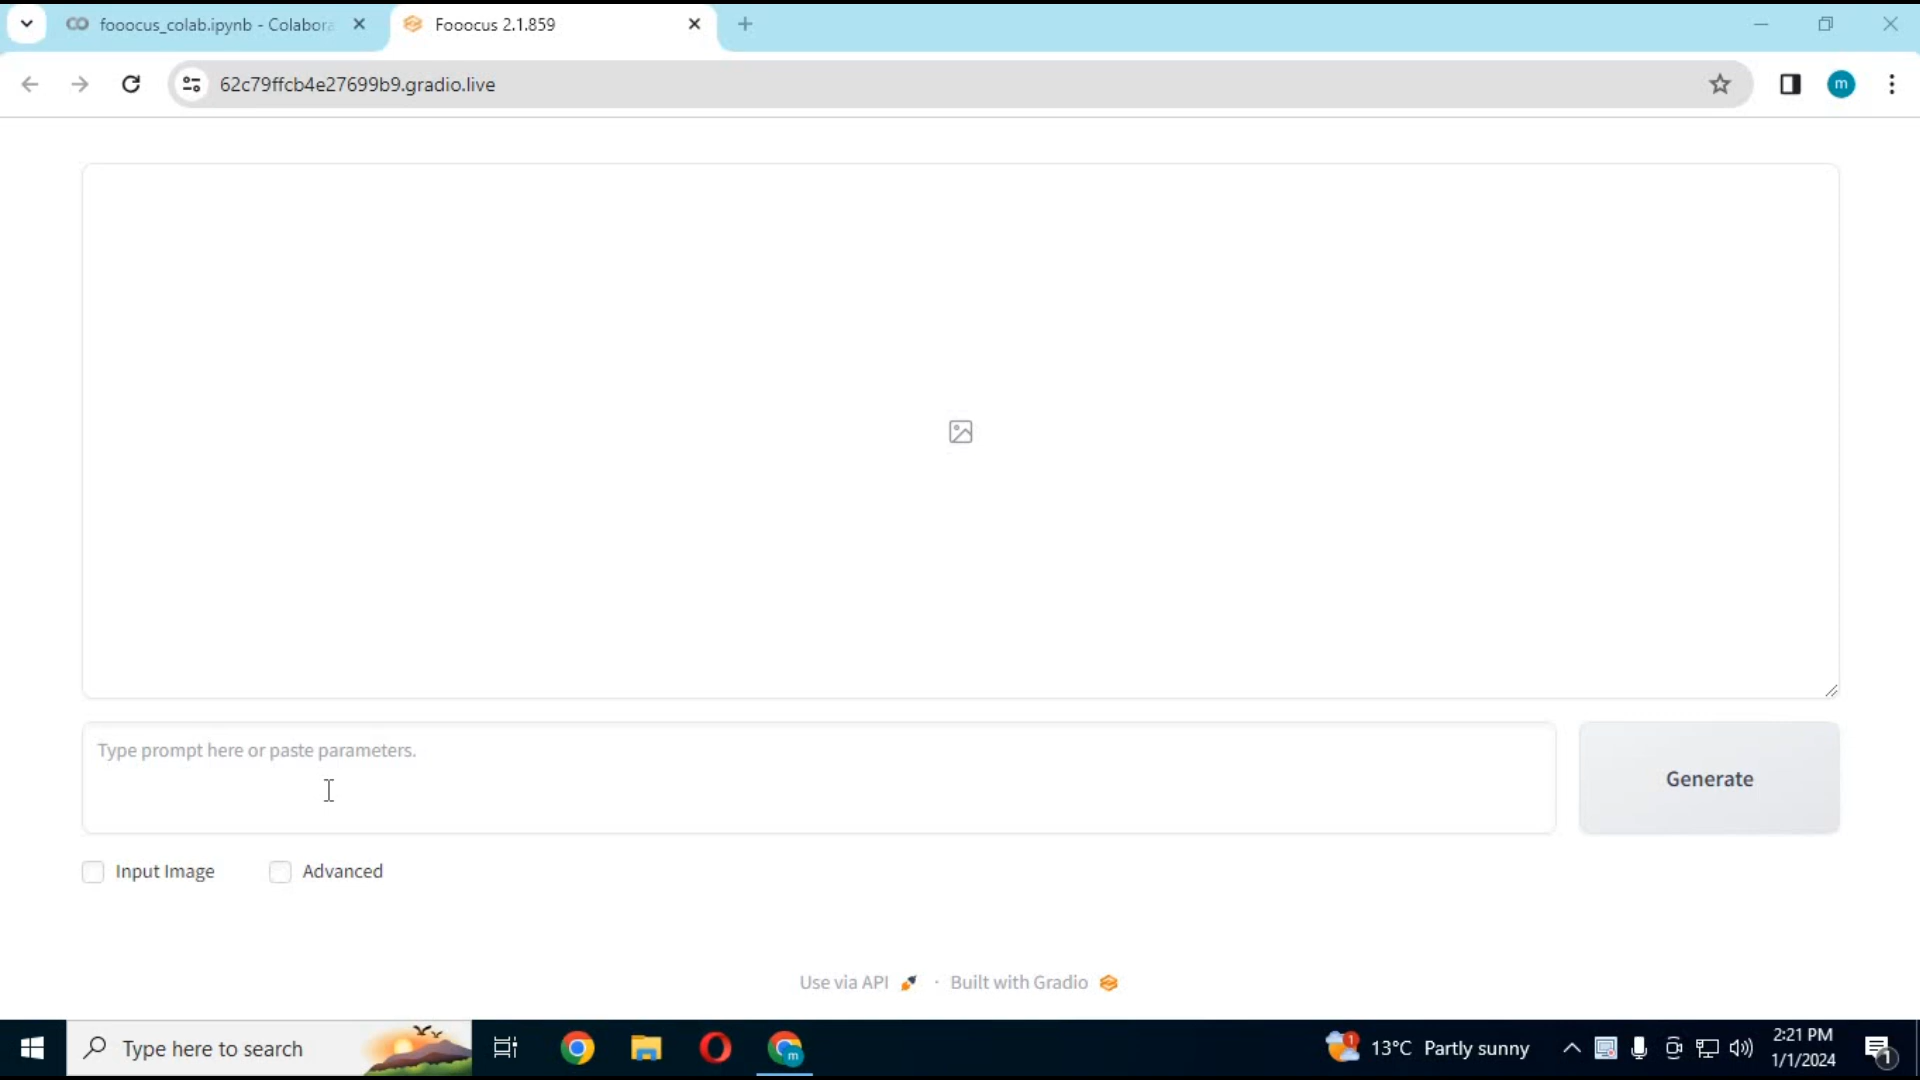 fooocus_colab.ipynb - Colabora
Fooocus 2.1.859
62c79ffcb4e27699b9.gradio.live
m
Type prompt here or paste parameters.
Generate
Input Image
Advanced
Use via API
· Built with Gradio
Type here to search
m
1
13°C Partly sunny
2:21 PM
1/1/2024
1